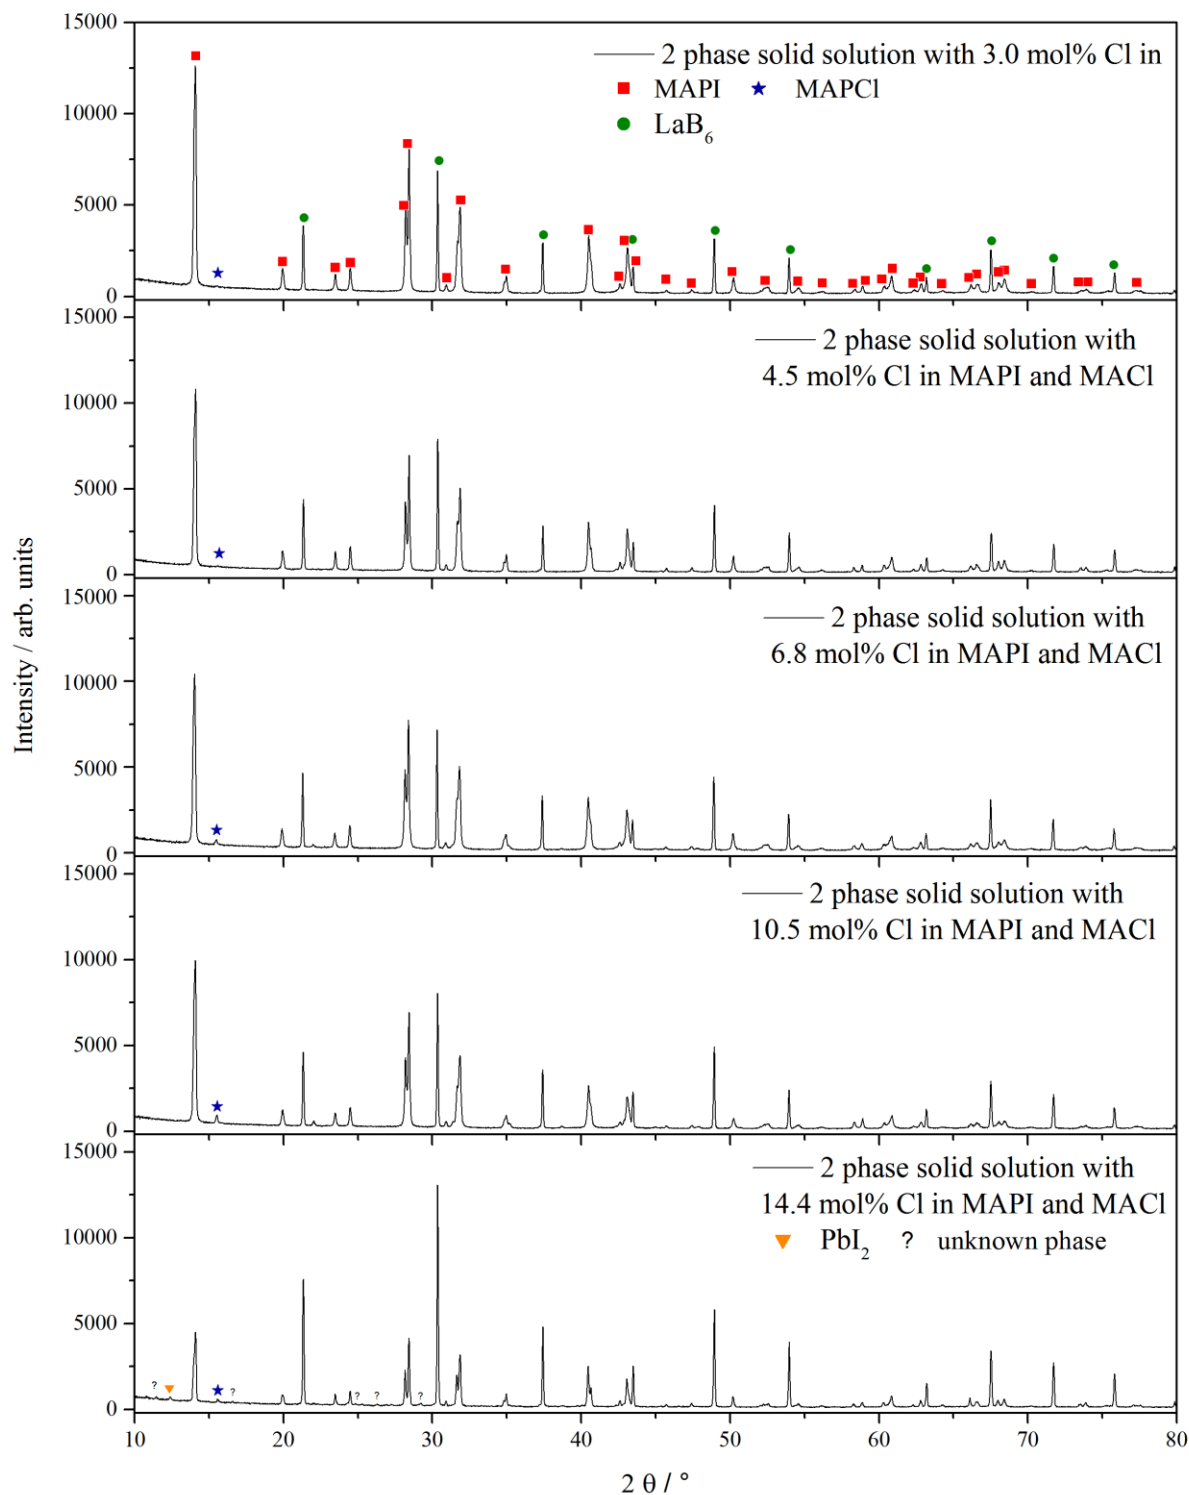 15000
10000
5000
0
2 phase solid solution with 3.0 mol% Cl in
MAPI MAPCl
LaB6
15000
10000
5000
0
2 phase solid solution with
4.5 mol% Cl in MAPI and MACl
15000
10000
5000
0
2 phase solid solution with
6.8 mol% Cl in MAPI and MACl
15000
10000
5000
0
2 phase solid solution with
10.5 mol% Cl in MAPI and MACl
15000
10000
5000
0
2 phase solid solution with
14.4 mol% Cl in MAPI and MACl
PbI2 ? unknown phase
? ? ? ? ?
10 20 30 40 50 60 70 80
2 θ / °
Intensity / arb. units